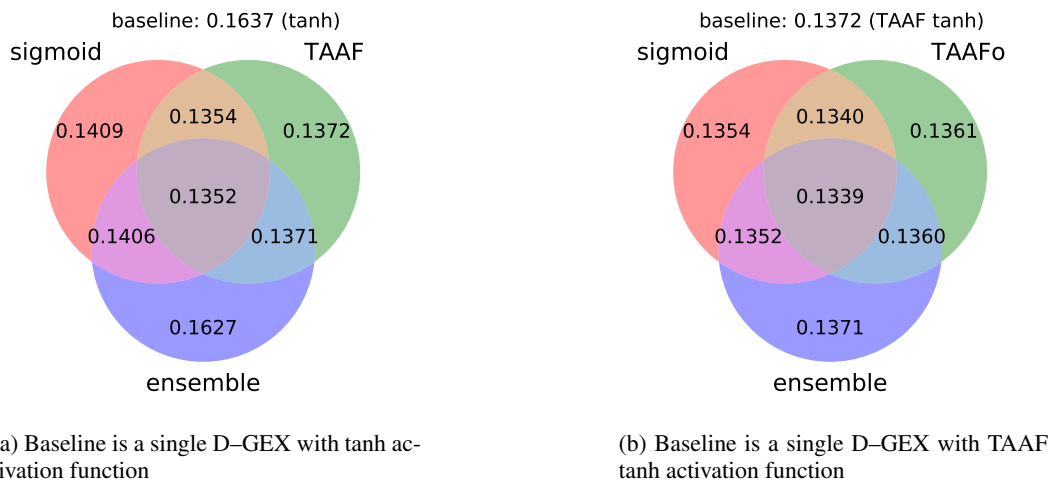 baseline: 0.1637 (tanh)
sigmoid
TAAF
0.1409
0.1354
0.1372
0.1352
0.1406
0.1371
0.1627
ensemble
a) Baseline is a single D–GEX with tanh ac-
ivation function
baseline: 0.1372 (TAAF tanh)
sigmoid
TAAFo
0.1354
0.1340
0.1361
0.1339
0.1352
0.1360
0.1371
ensemble
(b) Baseline is a single D–GEX with TAAF
tanh activation function